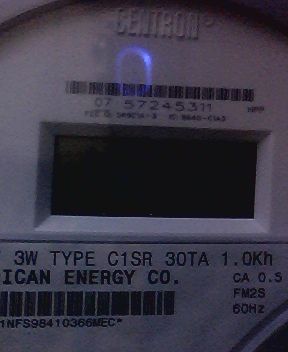 CENTRON®
07 57245311
3W TYPE C1SR 30TA 1.0Kh
ICAN ENERGY CO.
CA 0.5
FM2S
60Hz
1NFS98410366MEC*